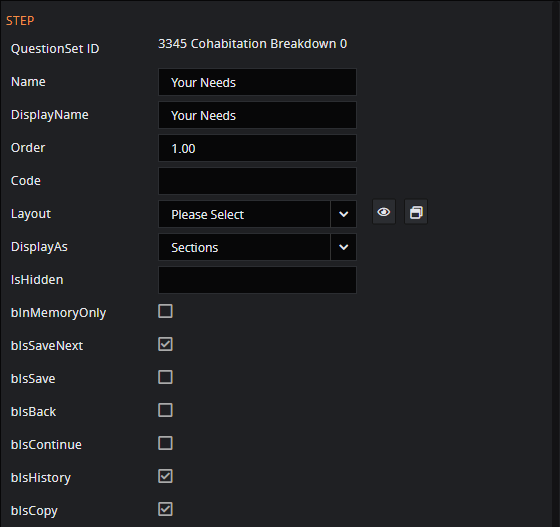 STEP
QuestionSet ID 3345 Cohabitation Breakdown 0
Name Your Needs
DisplayName Your Needs
Order 1.00
Code
Layout Please Select
DisplayAs Sections
IsHidden
bInMemoryOnly
bIsSaveNext
bIsSave
bIsBack
bIsContinue
bIsHistory
bIsCopy